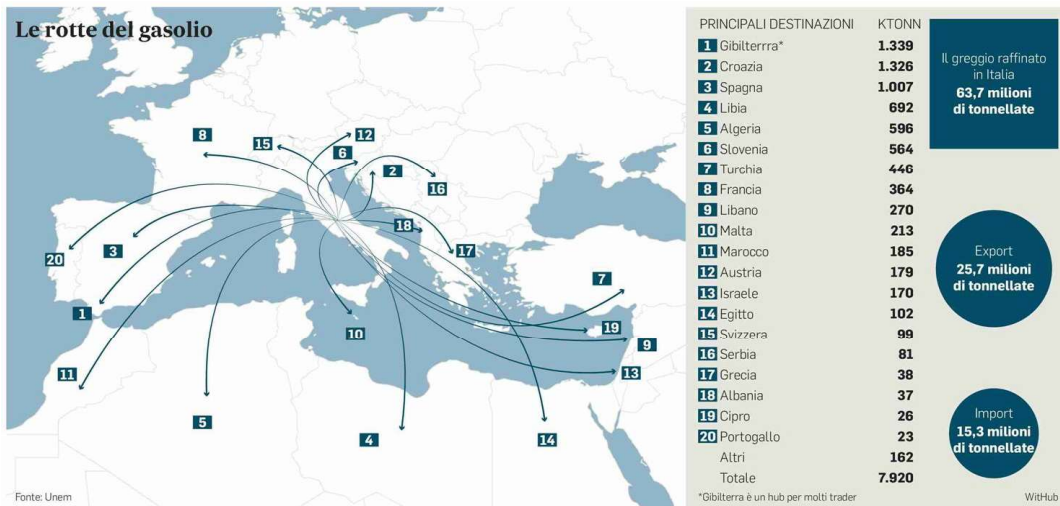 Le rotte del gasolio
8
15
12
6
2
16
18
17
20
3
1
7
19
9
10
13
11
5
4
14
Fonte: Unem
PRINCIPALI DESTINAZIONI KTONN
1 Gibilterrra* 1.339
2 Croazia 1.326
3 Spagna 1.007
4 Libia 692
5 Algeria 596
6 Slovenia 564
7 Turchia 446
8 Francia 364
9 Libano 270
10 Malta 213
11 Marocco 185
12 Austria 179
13 Israele 170
14 Egitto 102
15 Svizzera 99
16 Serbia 81
17 Grecia 38
18 Albania 37
19 Cipro 26
20 Portogallo 23
Altri 162
Totale 7.920
*Gibilterra è un hub per molti trader
Il greggio raffinato
in Italia
63,7 milioni
di tonnellate
Export
25,7 milioni
di tonnellate
Import
15,3 milioni
di tonnellate
WitHub